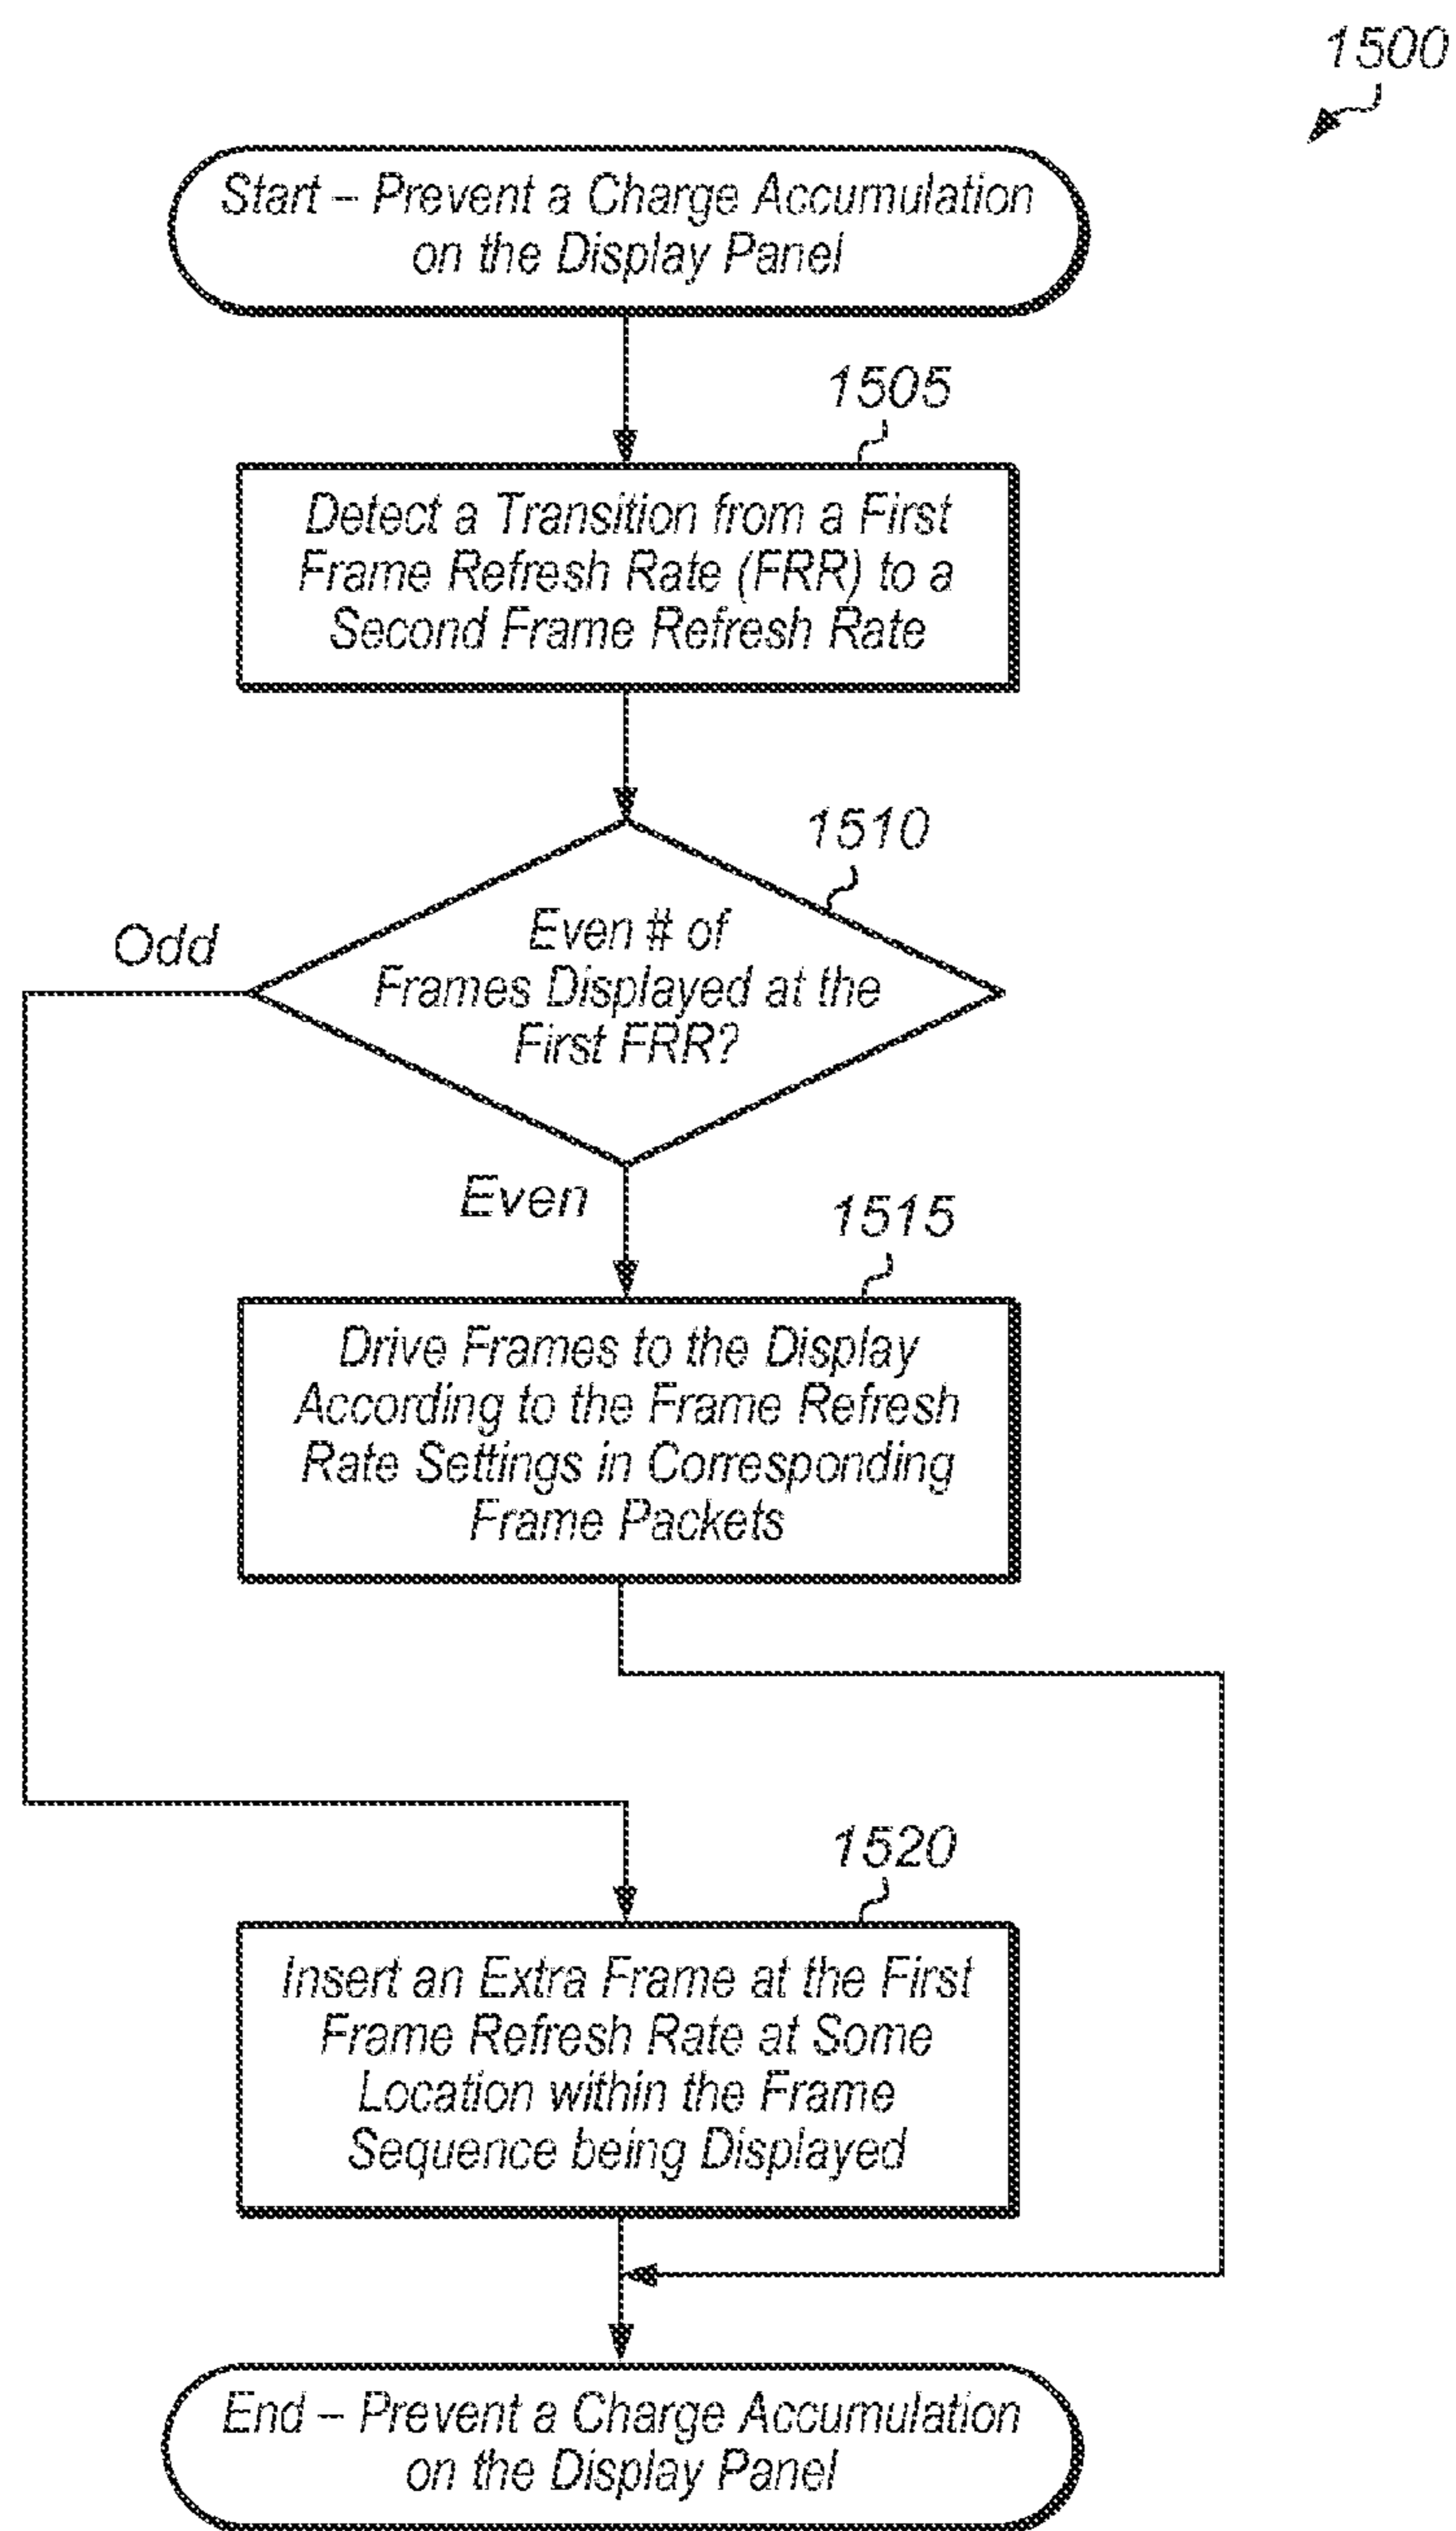 1500
Start – Prevent a Charge Accumulation
on the Display Panel
1505
Detect a Transition from a First
Frame Refresh Rate (FRR) to a
Second Frame Refresh Rate
1510
Even # of
Frames Displayed at the
First FRR?
Odd
Even
1515
Drive Frames to the Display
According to the Frame Refresh
Rate Settings in Corresponding
Frame Packets
1520
Insert an Extra Frame at the First
Frame Refresh Rate at Some
Location within the Frame
Sequence being Displayed
End – Prevent a Charge Accumulation
on the Display Panel